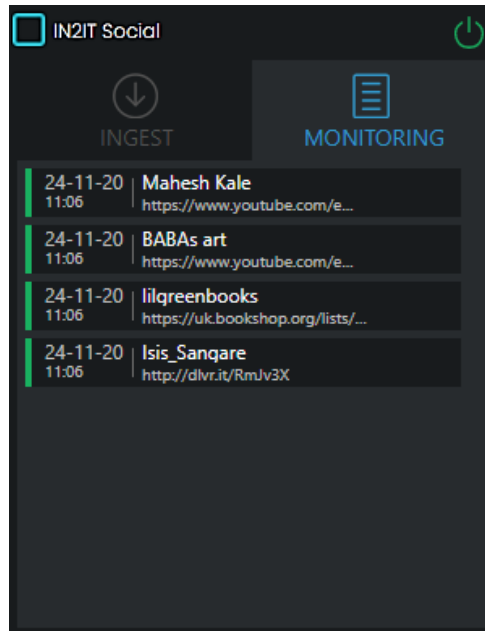 IN2IT Social
INGEST
MONITORING
24-11-20 Mahesh Kale
11:06 https://www.youtube.com/e...
24-11-20 BABAs art
11:06 https://www.youtube.com/e...
24-11-20 lilgreenbooks
11:06 https://uk.bookshop.org/lists/...
24-11-20 Isis_Sangare
11:06 http://dlvr.it/RmJv3X